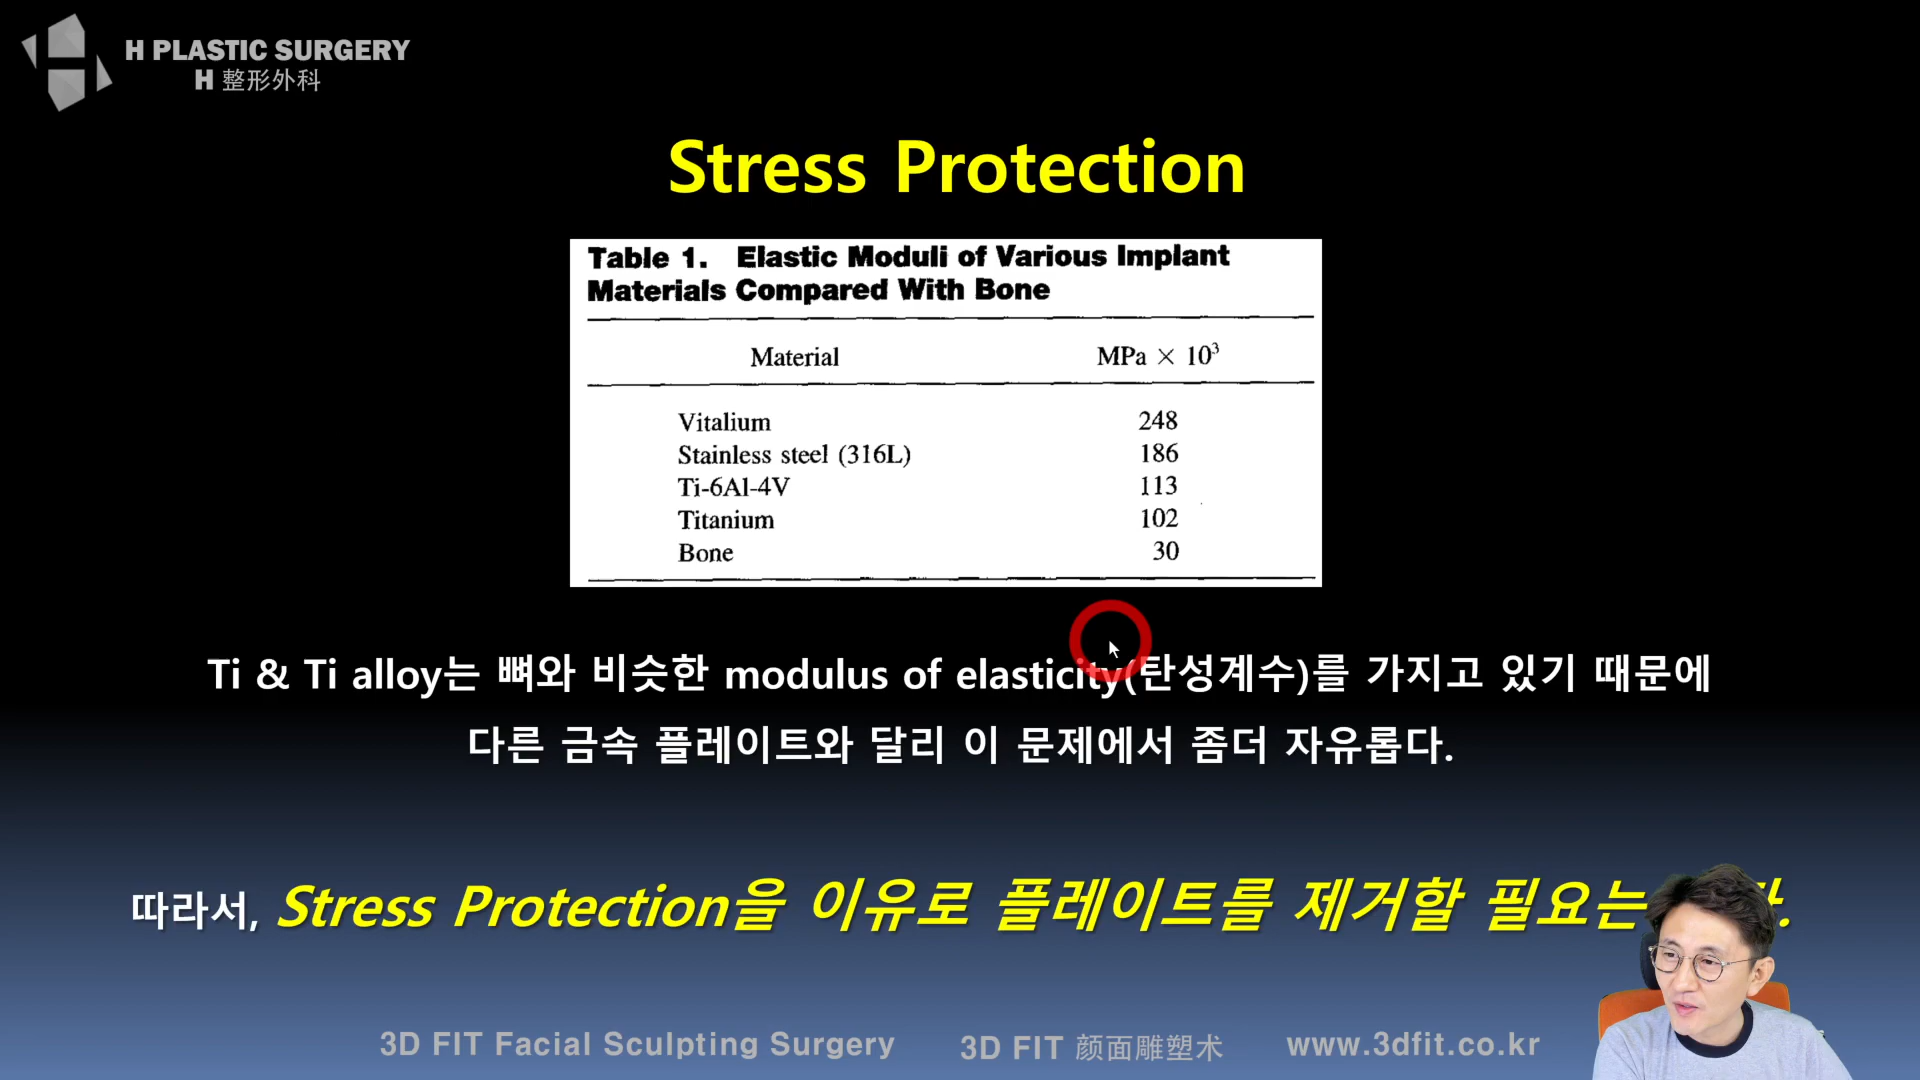 H PLASTIC SURGERY
H 整形外科
Stress Protection
Table 1. Elastic Moduli of Various Implant
Materials Compared With Bone
Material MPa × 10³
Vitalium 248
Stainless steel (316L) 186
Ti-6Al-4V 113
Titanium 102
Bone 30
Ti & Ti alloy는 뼈와 비슷한 modulus of elasticity(탄성계수)를 가지고 있기 때문에
다른 금속 플레이트와 달리 이 문제에서 좀더 자유롭다.
따라서, Stress Protection을 이유로 플레이트를 제거할 필요는
3D FIT Facial Sculpting Surgery 3D FIT 颜面雕塑术 www.3dfit.co.kr